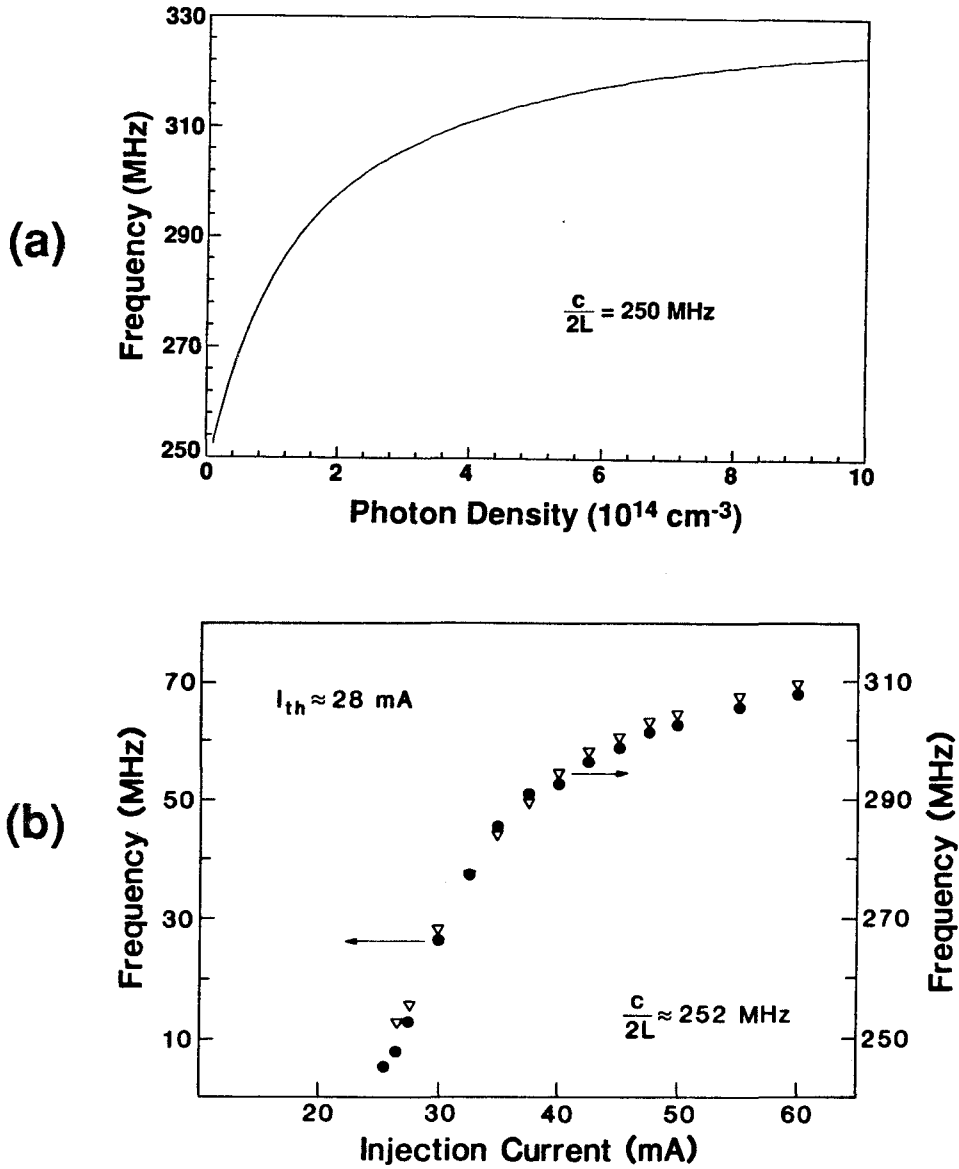 (a)
Frequency (MHz)
330
310
290
270
250
c/2L = 250 MHz
0 2 4 6 8 10
Photon Density (10¹⁴ cm⁻³)
(b)
Frequency (MHz)
70
50
30
10
I_th ≈ 28 mA
c/2L ≈ 252 MHz
310
290
270
250
Frequency (MHz)
20 30 40 50 60
Injection Current (mA)